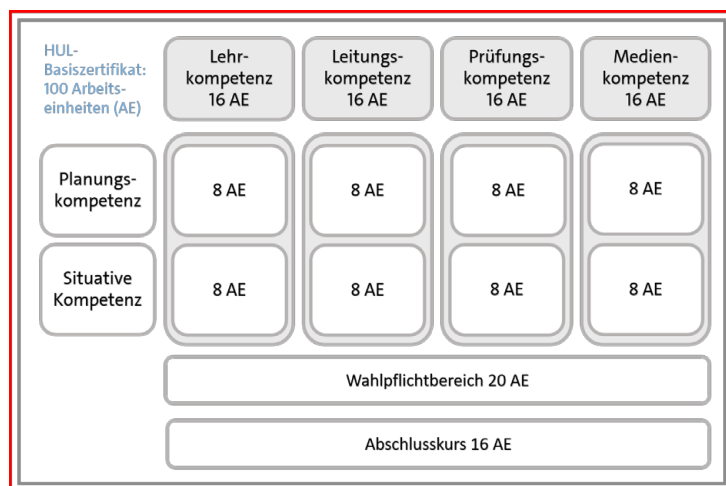 HUL-
Basiszertifikat:
100 Arbeits-
einheiten (AE)
Lehr-
kompetenz
16 AE
Leitungs-
kompetenz
16 AE
Prüfungs-
kompetenz
16 AE
Medien-
kompetenz
16 AE
Planungs-
kompetenz
8 AE
8 AE
8 AE
8 AE
Situative
Kompetenz
8 AE
8 AE
8 AE
8 AE
Wahlpflichtbereich 20 AE
Abschlusskurs 16 AE